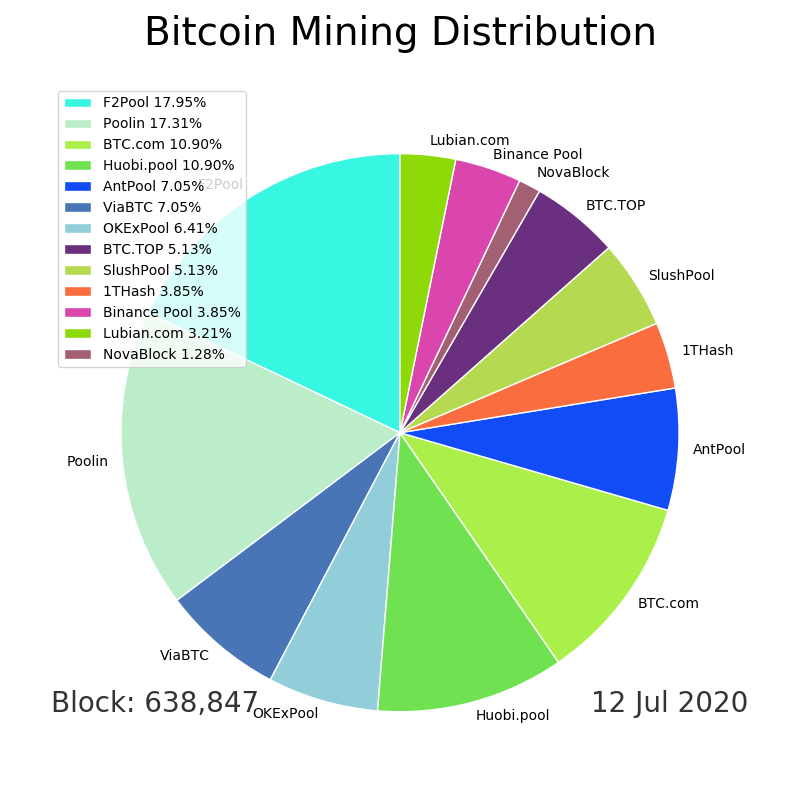 Bitcoin Mining Distribution
F2Pool 17.95%
Poolin 17.31%
BTC.com 10.90%
Huobi.pool 10.90%
AntPool 7.05%
ViaBTC 7.05%
OKExPool 6.41%
BTC.TOP 5.13%
SlushPool 5.13%
1THash 3.85%
Binance Pool 3.85%
Lubian.com 3.21%
NovaBlock 1.28%
Lubian.com
Binance Pool
NovaBlock
F2Pool
BTC.TOP
SlushPool
1THash
AntPool
Poolin
BTC.com
ViaBTC
OKExPool
Huobi.pool
Block: 638,847
12 Jul 2020